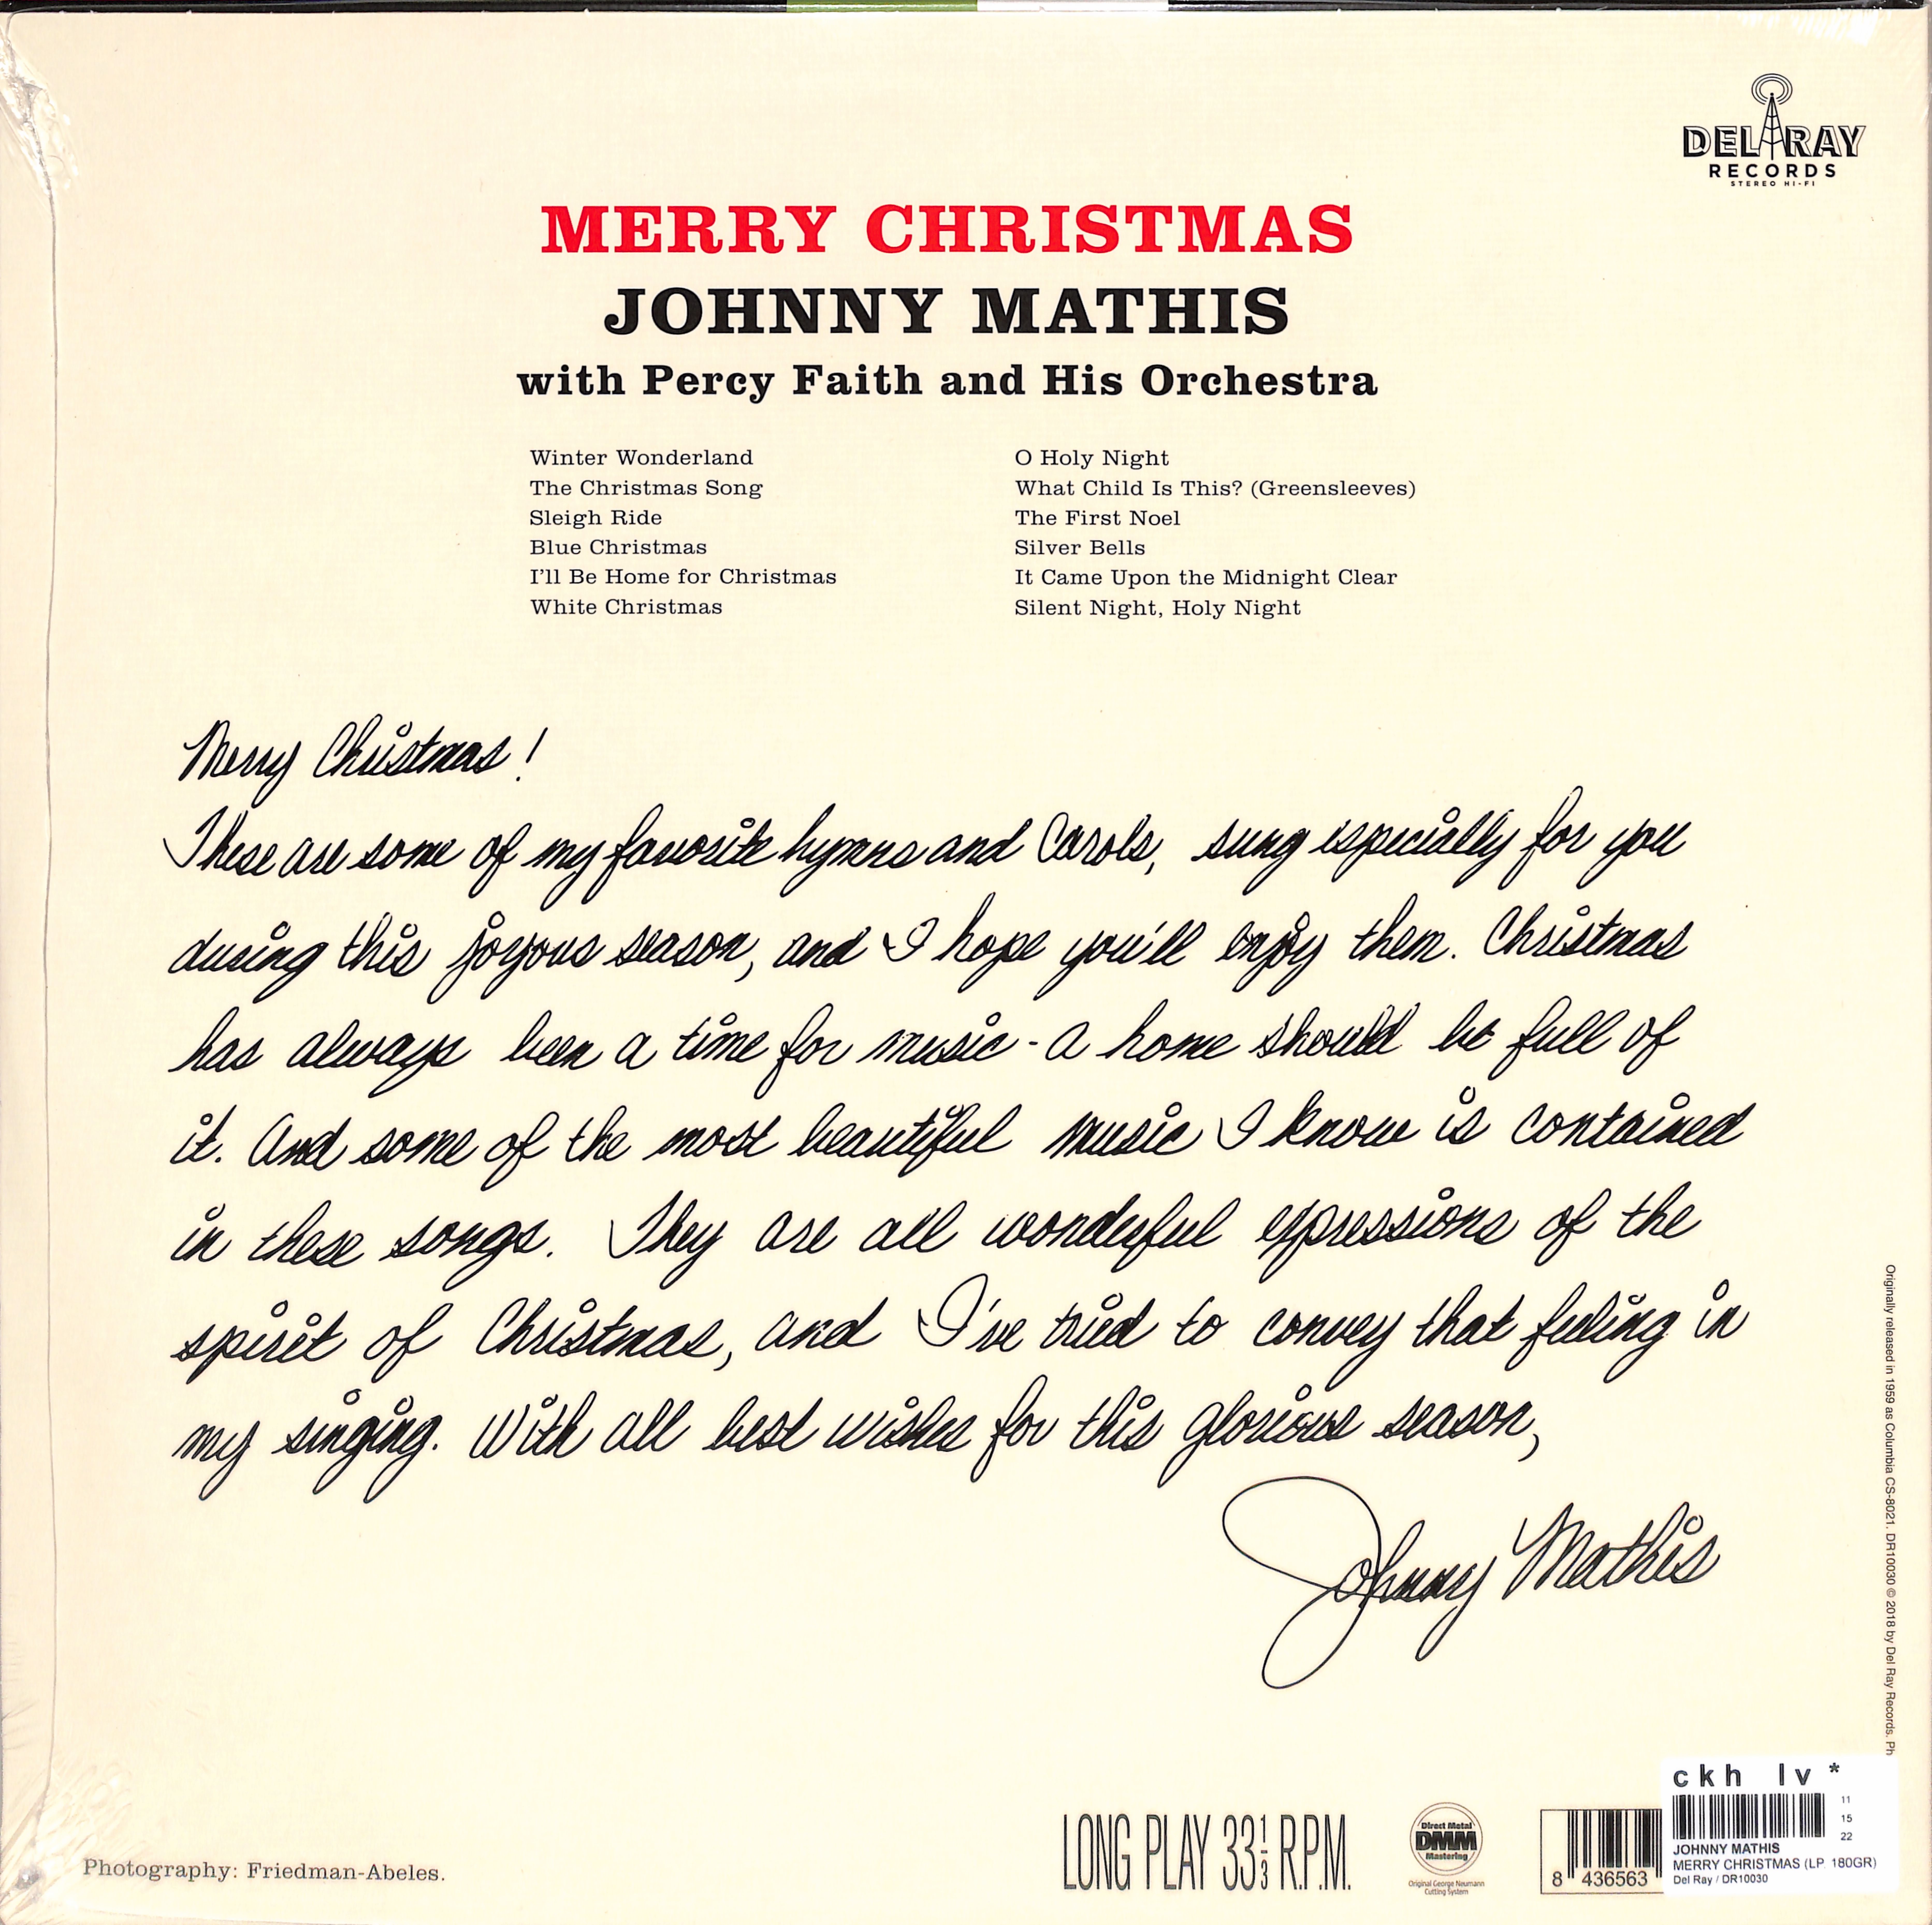 DEL RAY
RECORDS
STEREO HI-FI
MERRY CHRISTMAS
JOHNNY MATHIS
with Percy Faith and His Orchestra
Winter Wonderland
The Christmas Song
Sleigh Ride
Blue Christmas
I'll Be Home for Christmas
White Christmas
O Holy Night
What Child Is This? (Greensleeves)
The First Noel
Silver Bells
It Came Upon the Midnight Clear
Silent Night, Holy Night
Merry Christmas!
These are some of my favorite hymns and Carols, sung especially for you
during this joyous season, and I hope you'll enjoy them. Christmas
has always been a time for music - a home should be full of
it. And some of the most beautiful music I know is contained
in these songs. They are all wonderful expressions of the
spirit of Christmas, and I've tried to convey that feeling in
my singing. With all best wishes for this glorious season,
Johnny Mathis
Originally released in 1959 as Columbia CS-8021. DR10030 © 2018 by Del Ray Records. Ph
Photography: Friedman-Abeles.
LONG PLAY 33 1/3 R.P.M.
Direct Metal
DMM
Mastering
Original George Neumann
Cutting System
8 436563
ckh lv *
11
15
22
JOHNNY MATHIS
MERRY CHRISTMAS (LP. 180GR)
Del Ray / DR10030